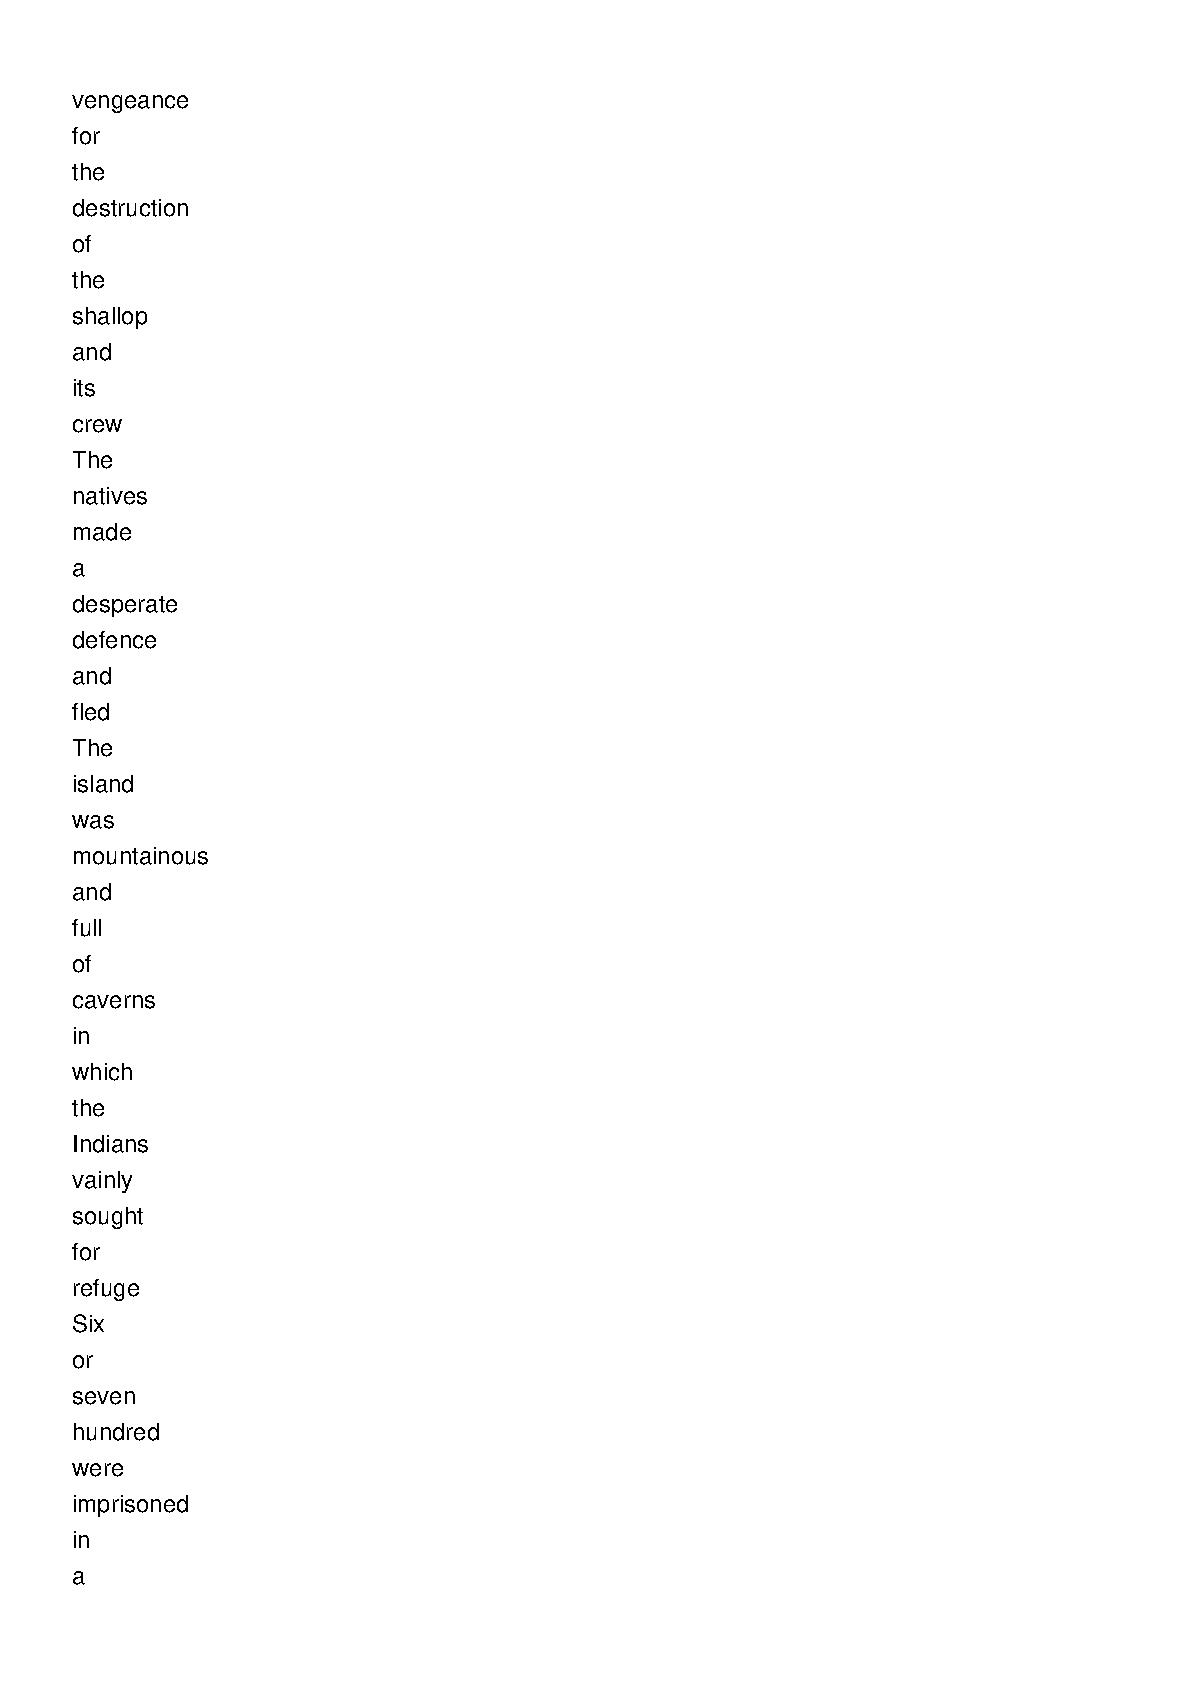 vengeance
for
the
destruction
of
the
shallop
and
its
crew
The
natives
made
a
desperate
defence
and
fled
The
island
was
mountainous
and
full
of
caverns
in
which
the
Indians
vainly
sought
for
refuge
Six
or
seven
hundred
were
imprisoned
in
a